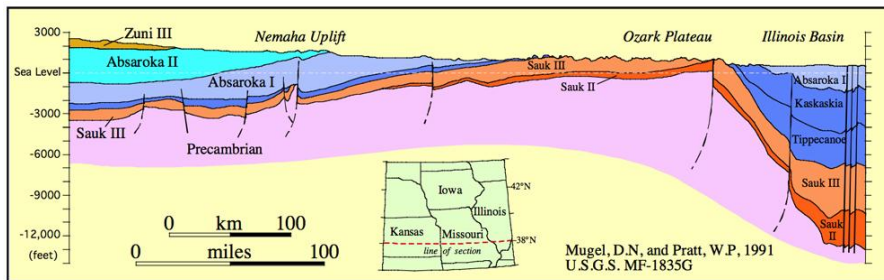 Zuni III
Nemaha Uplift
Ozark Plateau
Illinois Basin
3000
Sea Level
-3000
-6000
-9000
-12,000
(feet)
Absaroka II
Absaroka I
Sauk III
Precambrian
Sauk III
Sauk II
Absaroka I
Kaskaskia
Tippecanoe
Sauk III
Sauk
II
0 km 100
0 miles 100
Iowa
Illinois
Kansas
Missouri
line of section
42°N
38°N
Mugel, D.N, and Pratt, W.P, 1991
U.S.G.S. MF-1835G